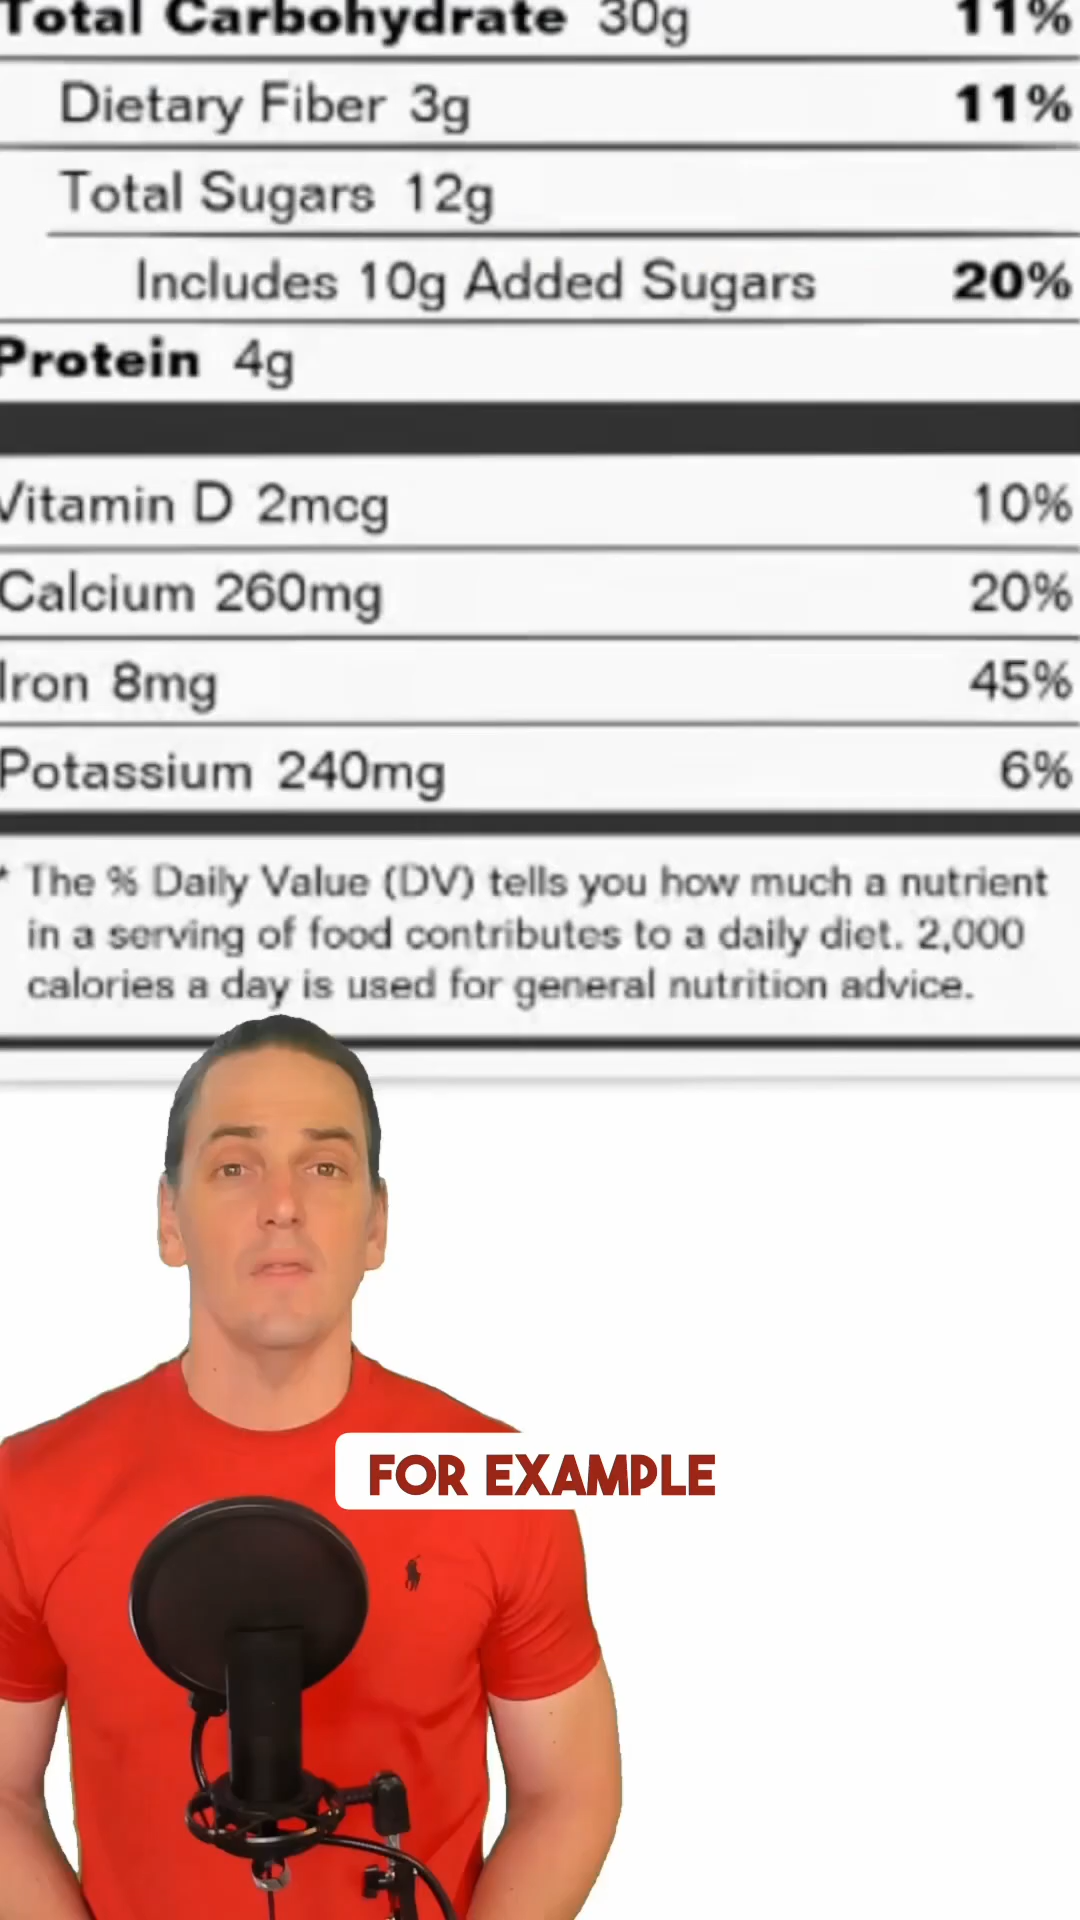 Total Carbohydrate 30g 11%
Dietary Fiber 3g 11%
Total Sugars 12g
Includes 10g Added Sugars 20%
Protein 4g
Vitamin D 2mcg 10%
Calcium 260mg 20%
Iron 8mg 45%
Potassium 240mg 6%
* The % Daily Value (DV) tells you how much a nutrient
in a serving of food contributes to a daily diet. 2,000
calories a day is used for general nutrition advice.
FOR EXAMPLE